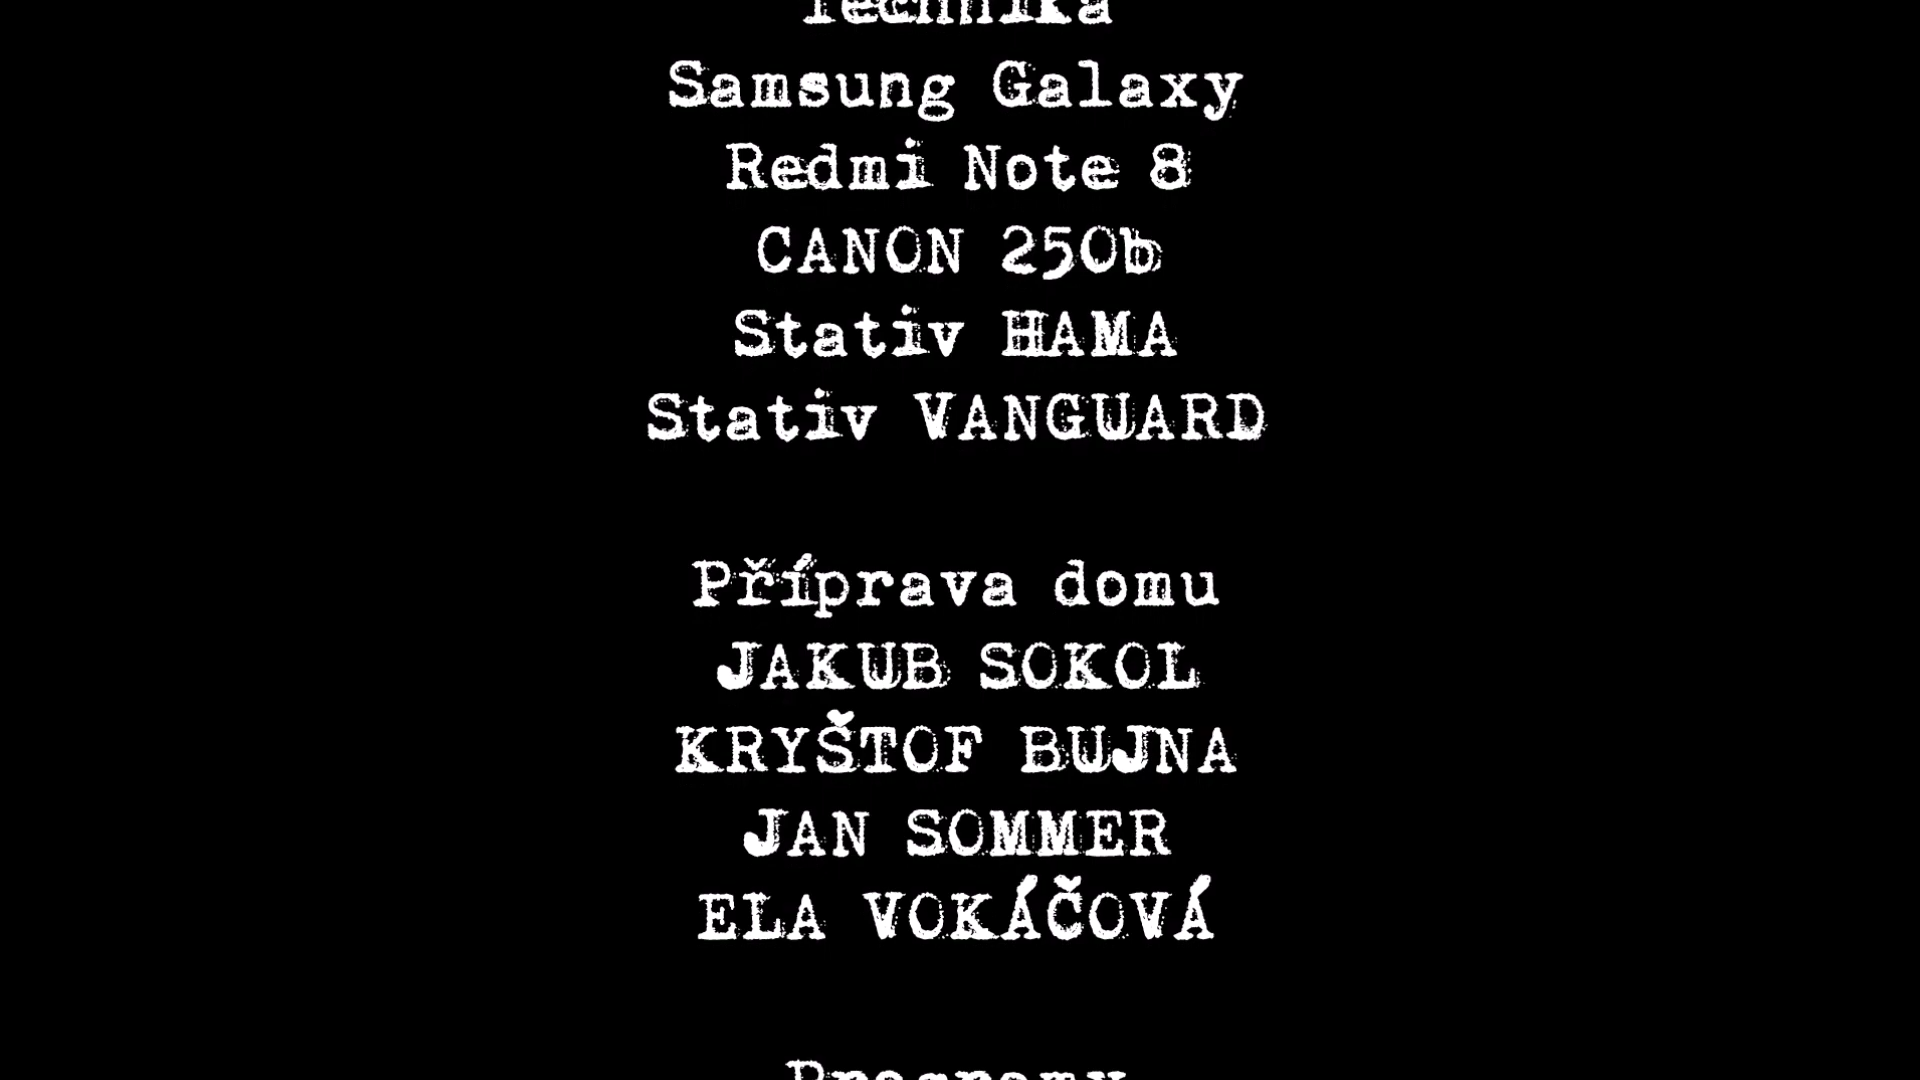 Technika
Samsung Galaxy
Redmi Note 8
CANON 250b
Stativ HAMA
Stativ VANGUARD
Příprava domu
JAKUB SOKOL
KRYŠTOF BUJNA
JAN SOMMER
ELA VOKÁČOVÁ
Programy